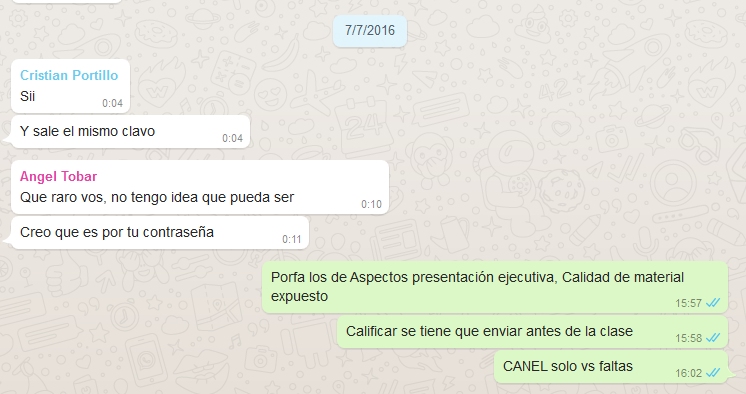 7/7/2016
Cristian Portillo
Sii
0:04
Y sale el mismo clavo
0:04
Angel Tobar
Que raro vos, no tengo idea que pueda ser
0:10
Creo que es por tu contraseña
0:11
Porfa los de Aspectos presentación ejecutiva, Calidad de material
expuesto
15:57
Calificar se tiene que enviar antes de la clase
15:58
CANEL solo vs faltas
16:02